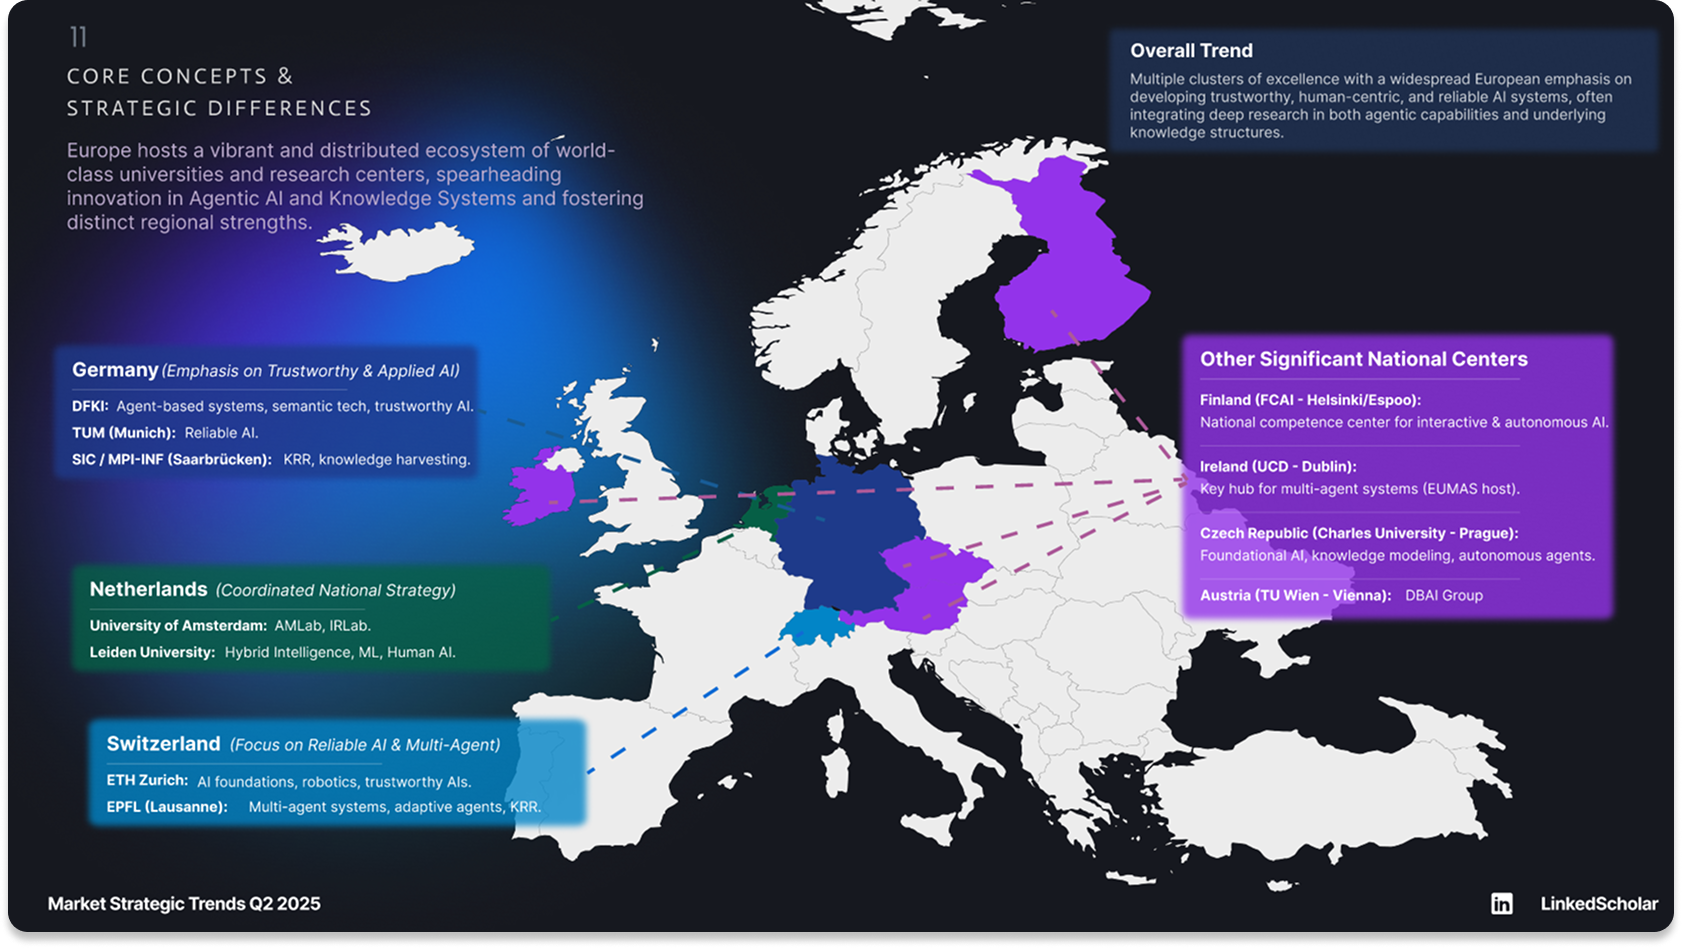 11
CORE CONCEPTS &
STRATEGIC DIFFERENCES
Europe hosts a vibrant and distributed ecosystem of world-
class universities and research centers, spearheading
innovation in Agentic AI and Knowledge Systems and fostering
distinct regional strengths.
Overall Trend
Multiple clusters of excellence with a widespread European emphasis on
developing trustworthy, human-centric, and reliable AI systems, often
integrating deep research in both agentic capabilities and underlying
knowledge structures.
Germany (Emphasis on Trustworthy & Applied AI)
DFKI: Agent-based systems, semantic tech, trustworthy AI.
TUM (Munich): Reliable AI.
SIC / MPI-INF (Saarbrücken): KRR, knowledge harvesting.
Netherlands (Coordinated National Strategy)
University of Amsterdam: AMLab, IRLab.
Leiden University: Hybrid Intelligence, ML, Human AI.
Switzerland (Focus on Reliable AI & Multi-Agent)
ETH Zurich: AI foundations, robotics, trustworthy AIs.
EPFL (Lausanne): Multi-agent systems, adaptive agents, KRR.
Other Significant National Centers
Finland (FCAI - Helsinki/Espoo):
National competence center for interactive & autonomous AI.
Ireland (UCD - Dublin):
Key hub for multi-agent systems (EUMAS host).
Czech Republic (Charles University - Prague):
Foundational AI, knowledge modeling, autonomous agents.
Austria (TU Wien - Vienna): DBAI Group
Market Strategic Trends Q2 2025
in LinkedScholar